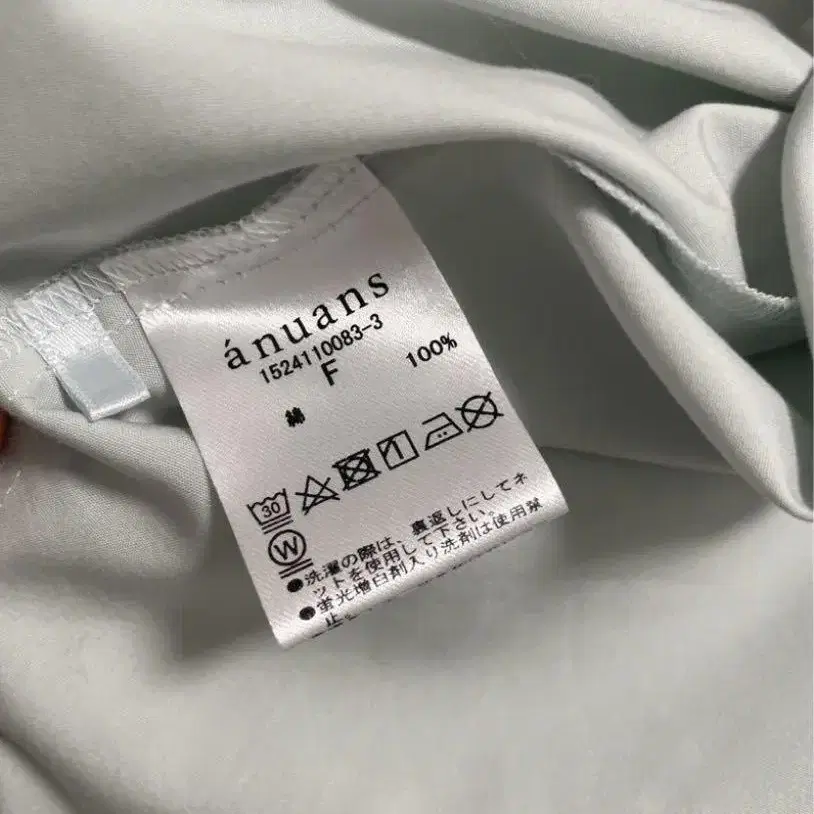 ánuans
1524110083-3
F
綿 100%
30
W
●洗濯の際は、裏返しにしてネ
ットを使用して下さい。
●蛍光増白剤入り洗剤は使用禁
止